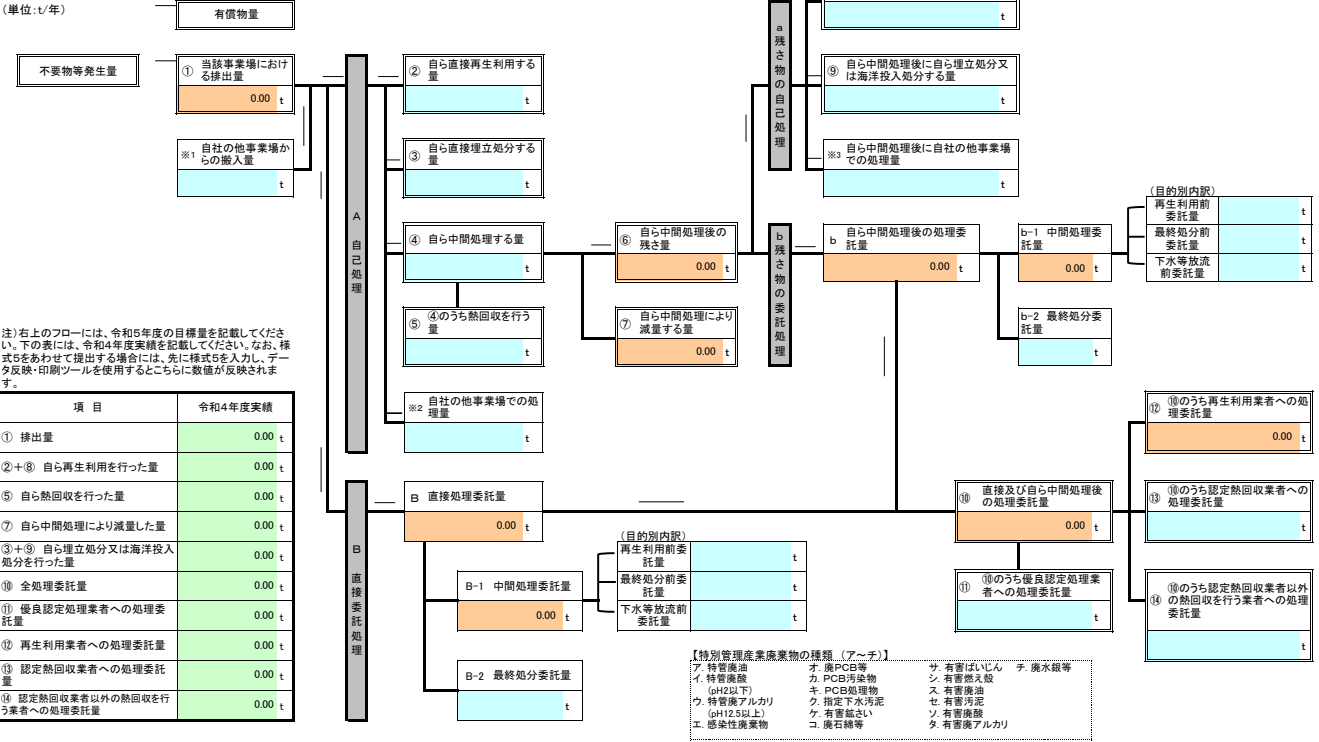 (単位:t/年)
有償物量
t
不要物等発生量
① 当該事業場におけ
る排出量
0.00 t
② 自ら直接再生利用する
量
t
a
残
さ
物
の
自
己
処
理
⑨ 自ら中間処理後に自ら埋立処分又
は海洋投入処分する量
t
※1 自社の他事業場か
らの搬入量
t
③ 自ら直接埋立処分する
量
t
※3 自ら中間処理後に自社の他事業場
での処理量
t
A
自
己
処
理
④ 自ら中間処理する量
t
⑥ 自ら中間処理後の
残さ量
0.00 t
b
残
さ
物
の
委
託
処
理
b 自ら中間処理後の処理委
託量
0.00 t
b-1 中間処理委
託量
0.00 t
(目的別内訳)
再生利用前
委託量
t
最終処分前
委託量
t
下水等放流
前委託量
t
⑤ ④のうち熱回収を行う
量
t
⑦ 自ら中間処理により
減量する量
0.00 t
b-2 最終処分委
託量
t
注)右上のフローには、令和5年度の目標量を記載してくださ
い。下の表には、令和4年度実績を記載してください。なお、様
式5をあわせて提出する場合には、先に様式5を入力し、デー
タ反映・印刷ツールを使用するとこちらに数値が反映されま
す。
※2 自社の他事業場での処
理量
t
項 目 令和4年度実績
① 排出量 0.00 t
②+⑧ 自ら再生利用を行った量 0.00 t
⑤ 自ら熱回収を行った量 0.00 t
⑦ 自ら中間処理により減量した量 0.00 t
③+⑨ 自ら埋立処分又は海洋投入
処分を行った量 0.00 t
⑩ 全処理委託量 0.00 t
⑪ 優良認定処理業者への処理委
託量 0.00 t
⑫ 再生利用業者への処理委託量 0.00 t
⑬ 認定熱回収業者への処理委託
量 0.00 t
⑭ 認定熱回収業者以外の熱回収を行
う業者への処理委託量 0.00 t
B
直
接
委
託
処
理
B 直接処理委託量
0.00 t
B-1 中間処理委託量
0.00 t
(目的別内訳)
再生利用前委
託量
t
最終処分前委
託量
t
下水等放流前
委託量
t
B-2 最終処分委託量
t
⑩ 直接及び自ら中間処理後
の処理委託量
0.00 t
⑪ ⑩のうち優良認定処理業
者への処理委託量
t
⑫ ⑩のうち再生利用業者への処
理委託量
0.00 t
⑬ ⑩のうち認定熱回収業者への
処理委託量
t
⑭ ⑩のうち認定熱回収業者以外
の熱回収を行う業者への処理
委託量
t
【特別管理産業廃棄物の種類 (ア~チ)】
ア. 特管廃油 オ. 廃PCB等 サ. 有害ばいじん チ. 廃水銀等
イ. 特管廃酸 カ. PCB汚染物 シ. 有害燃え殻
(pH2以下) キ. PCB処理物 ス. 有害廃油
ウ. 特管廃アルカリ ク. 指定下水汚泥 セ. 有害汚泥
(pH12.5以上) ケ. 有害鉱さい ソ. 有害廃酸
エ. 感染性廃棄物 コ. 廃石綿等 タ. 有害廃アルカリ